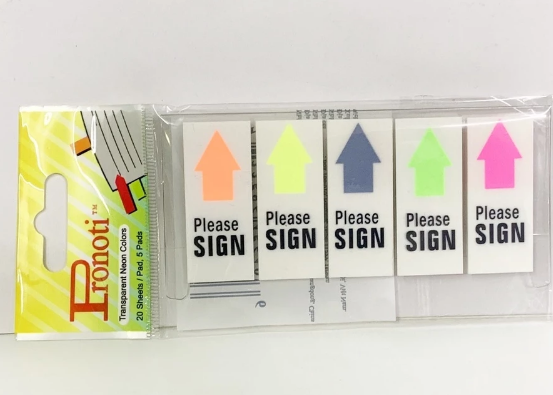 Pronoti™
Transparent Neon Colors
20 Sheets / Pad, 5 Pads
Please
SIGN
Please
SIGN
Please
SIGN
Please
SIGN
Please
SIGN